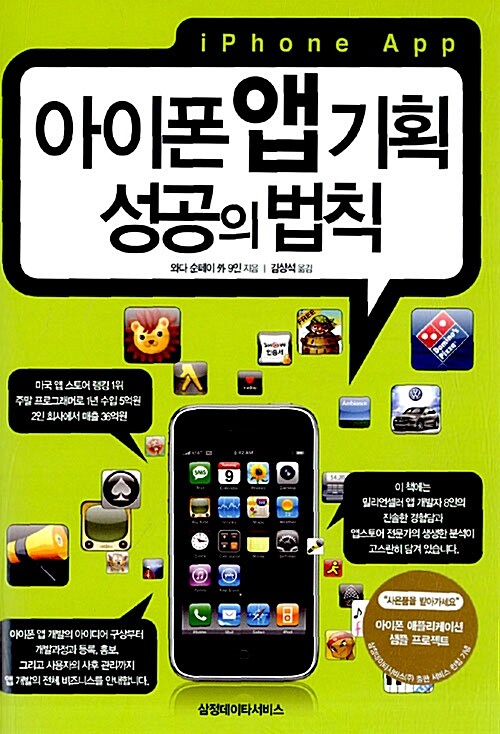 iPhone App
아이폰 앱 기획
성공의 법칙
와다 순페이 外 9인 지음 | 김상석 옮김
미국 앱 스토어 랭킹 1위
주말 프로그래머로 1년 수입 5억원
2인 회사에서 매출 36억원
FREE
Domino's
Pizza
인증서
이 책에는
밀리언셀러 앱 개발자 8인의
진솔한 경험담과
앱스토어 전문가의 생생한 분석이
고스란히 담겨 있습니다.
SMS
9
"사은품을 받아가세요"
아이폰 애플리케이션
샘플 프로젝트
아이폰 앱 개발의 아이디어 구상부터
개발과정과 등록, 홍보,
그리고 사용자의 사후 관리까지
앱 개발의 전체 비즈니스를 안내합니다.
삼정데이타서비스